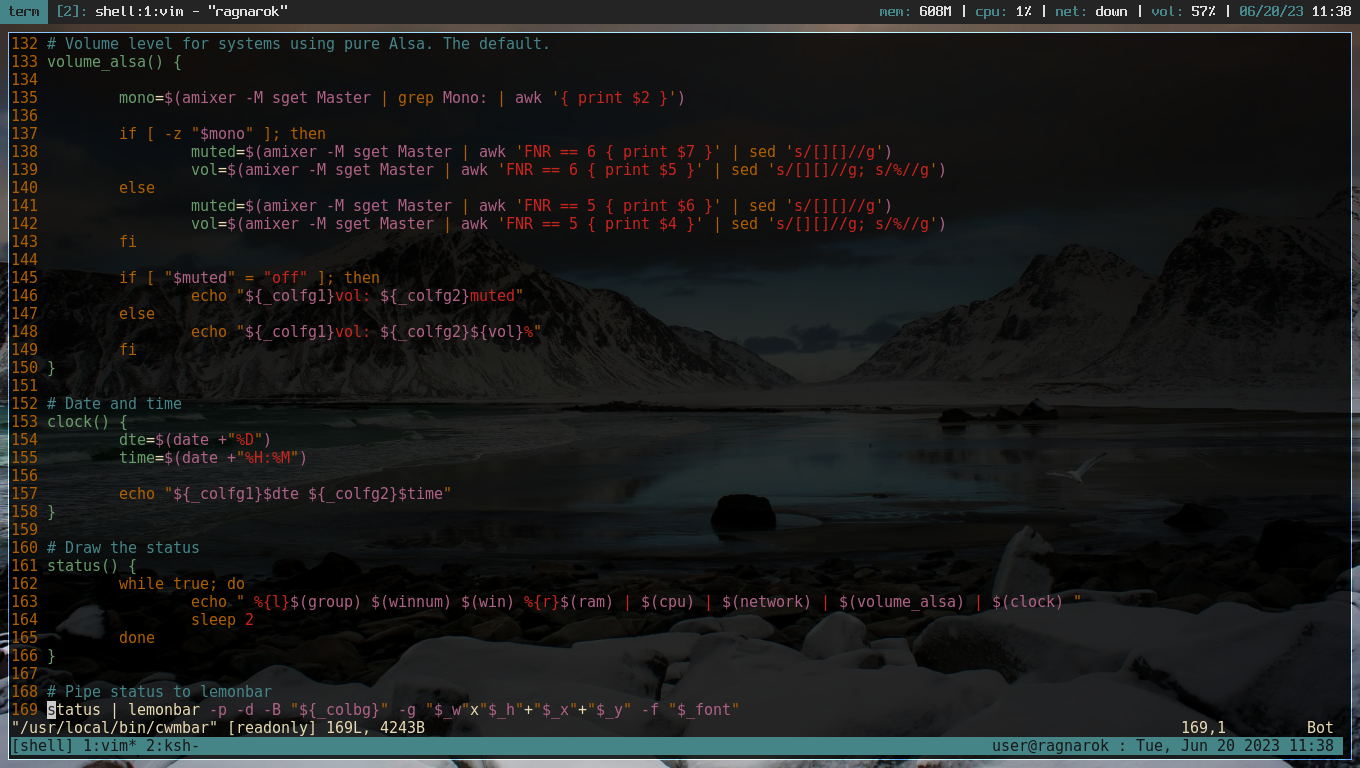 term [2]: shell:1:vim - "ragnarok" mem: 608M | cpu: 1% | net: down | vol: 57% | 06/20/23 11:38
132 # Volume level for systems using pure Alsa. The default.
133 volume_alsa() {
134
135         mono=$(amixer -M sget Master | grep Mono: | awk '{ print $2 }')
136
137         if [ -z "$mono" ]; then
138                 muted=$(amixer -M sget Master | awk 'FNR == 6 { print $7 }' | sed 's/[][]//g')
139                 vol=$(amixer -M sget Master | awk 'FNR == 6 { print $5 }' | sed 's/[][]//g; s/%//g')
140         else
141                 muted=$(amixer -M sget Master | awk 'FNR == 5 { print $6 }' | sed 's/[][]//g')
142                 vol=$(amixer -M sget Master | awk 'FNR == 5 { print $4 }' | sed 's/[][]//g; s/%//g')
143         fi
144
145         if [ "$muted" = "off" ]; then
146                 echo "${_colfg1}vol: ${_colfg2}muted"
147         else
148                 echo "${_colfg1}vol: ${_colfg2}${vol}%"
149         fi
150 }
151
152 # Date and time
153 clock() {
154         dte=$(date +"%D")
155         time=$(date +"%H:%M")
156
157         echo "${_colfg1}$dte ${_colfg2}$time"
158 }
159
160 # Draw the status
161 status() {
162         while true; do
163                 echo " %{l}$(group) $(winnum) $(win) %{r}$(ram) | $(cpu) | $(network) | $(volume_alsa) | $(clock) "
164                 sleep 2
165         done
166 }
167
168 # Pipe status to lemonbar
169 status | lemonbar -p -d -B "${_colbg}" -g "$_w"x"$_h"+"$_x"+"$_y" -f "$_font"
"/usr/local/bin/cwmbar" [readonly] 169L, 4243B 169,1 Bot
[shell] 1:vim* 2:ksh- user@ragnarok : Tue, Jun 20 2023 11:38